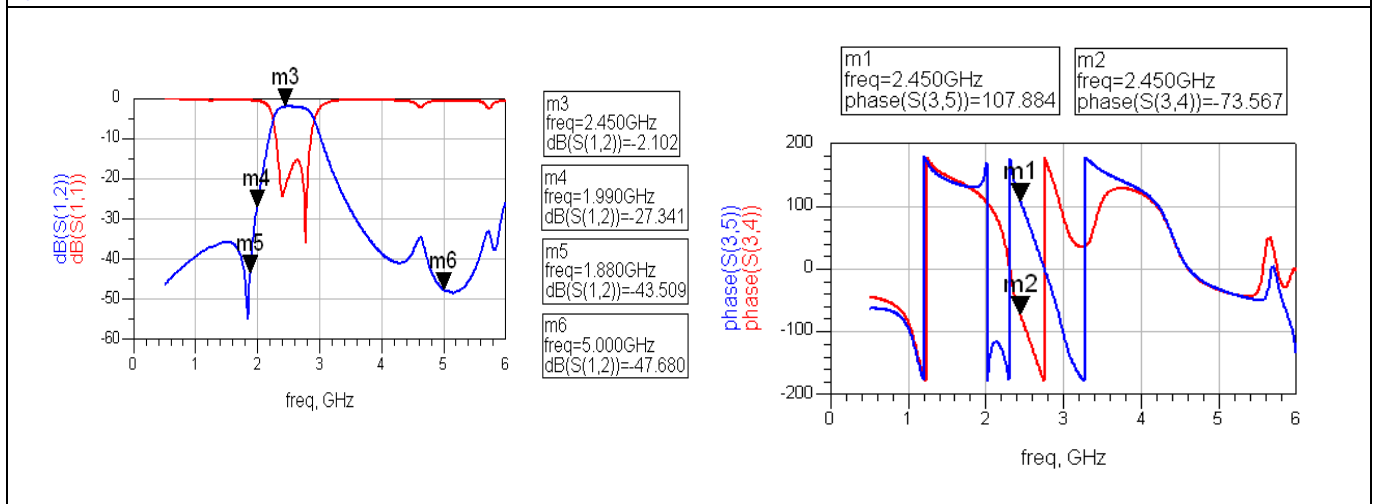 m3
0
-10
-20
-30
-40
-50
-60
dB(S(1,2))
dB(S(1,1))
m4
m5
m6
0 1 2 3 4 5 6
freq, GHz
m3
freq=2.450GHz
dB(S(1,2))=-2.102
m4
freq=1.990GHz
dB(S(1,2))=-27.341
m5
freq=1.880GHz
dB(S(1,2))=-43.509
m6
freq=5.000GHz
dB(S(1,2))=-47.680
m1
freq=2.450GHz
phase(S(3,5))=107.884
m2
freq=2.450GHz
phase(S(3,4))=-73.567
200
100
0
-100
-200
phase(S(3,5))
phase(S(3,4))
m1
m2
0 1 2 3 4 5 6
freq, GHz